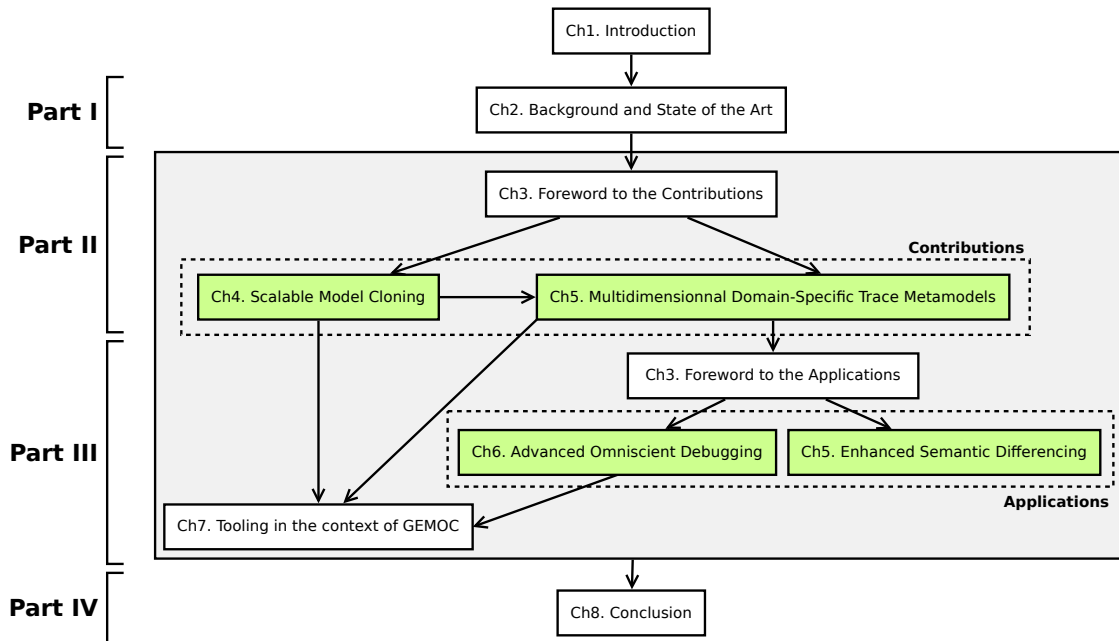 Ch1. Introduction
Part I
Ch2. Background and State of the Art
Ch3. Foreword to the Contributions
Part II
Contributions
Ch4. Scalable Model Cloning
Ch5. Multidimensionnal Domain-Specific Trace Metamodels
Ch3. Foreword to the Applications
Part III
Ch6. Advanced Omniscient Debugging
Ch5. Enhanced Semantic Differencing
Applications
Ch7. Tooling in the context of GEMOC
Part IV
Ch8. Conclusion